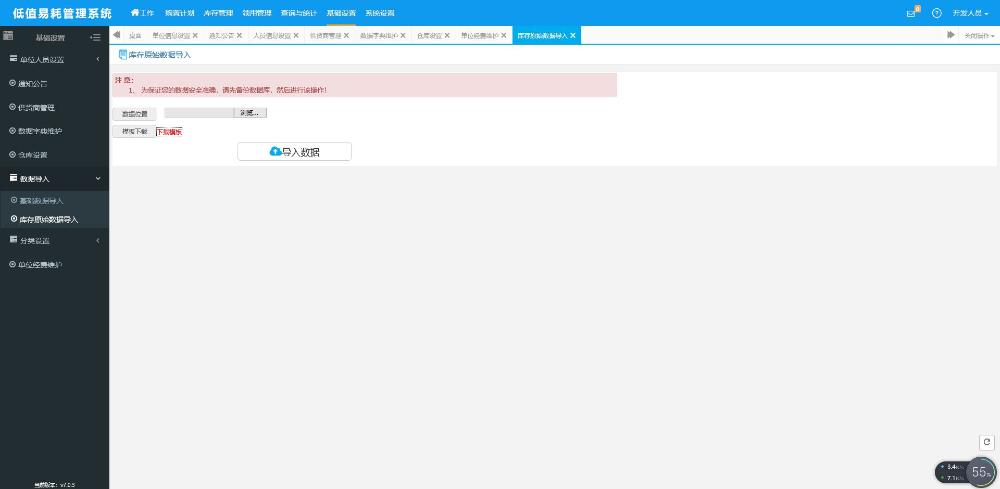 低值易耗管理系统
工作 购置计划 库存管理 领用管理 查询与统计 基础设置 系统设置
0
开发人员
基础设置
桌面 单位信息设置 通知公告 人员信息设置 供货商管理 数据字典维护 仓库设置 单位经费维护 库存原始数据导入 关闭操作
库存原始数据导入
单位人员设置
通知公告
供货商管理
数据字典维护
仓库设置
数据导入
基础数据导入
库存原始数据导入
分类设置
单位经费维护
当前版本：v7.0.3
注 意:
1、 为保证您的数据安全准确，请先备份数据库，然后进行该操作!
数据位置 浏览...
模板下载 下载模板
导入数据
3.4K/s
7.1K/s
55%